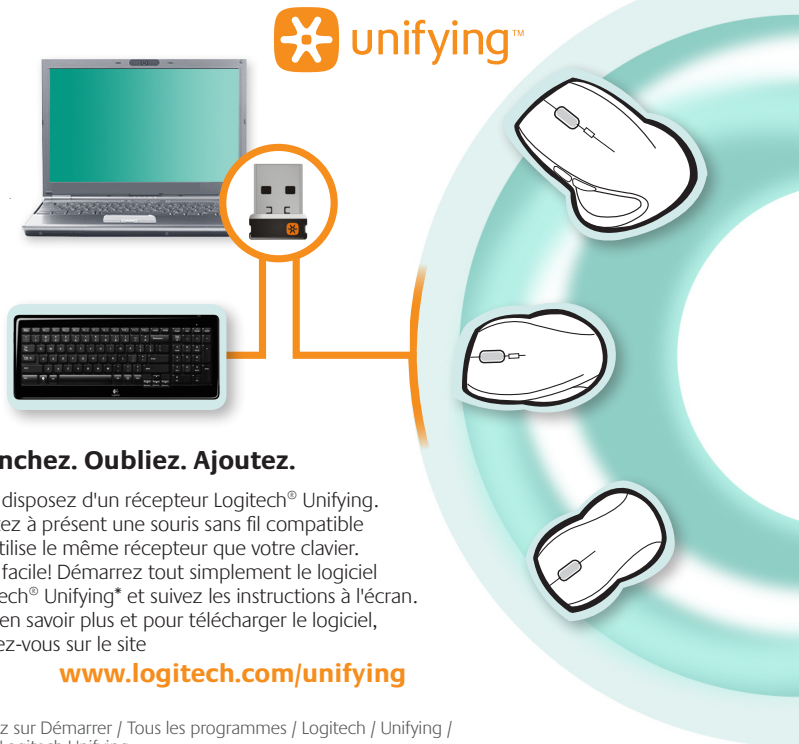 unifying™
nchez. Oubliez. Ajoutez.
disposez d'un récepteur Logitech® Unifying.
ez à présent une souris sans fil compatible
tilise le même récepteur que votre clavier.
facile! Démarrez tout simplement le logiciel
tech® Unifying* et suivez les instructions à l'écran.
en savoir plus et pour télécharger le logiciel,
ez-vous sur le site
www.logitech.com/unifying
z sur Démarrer / Tous les programmes / Logitech / Unifying /
Logitech Unifying